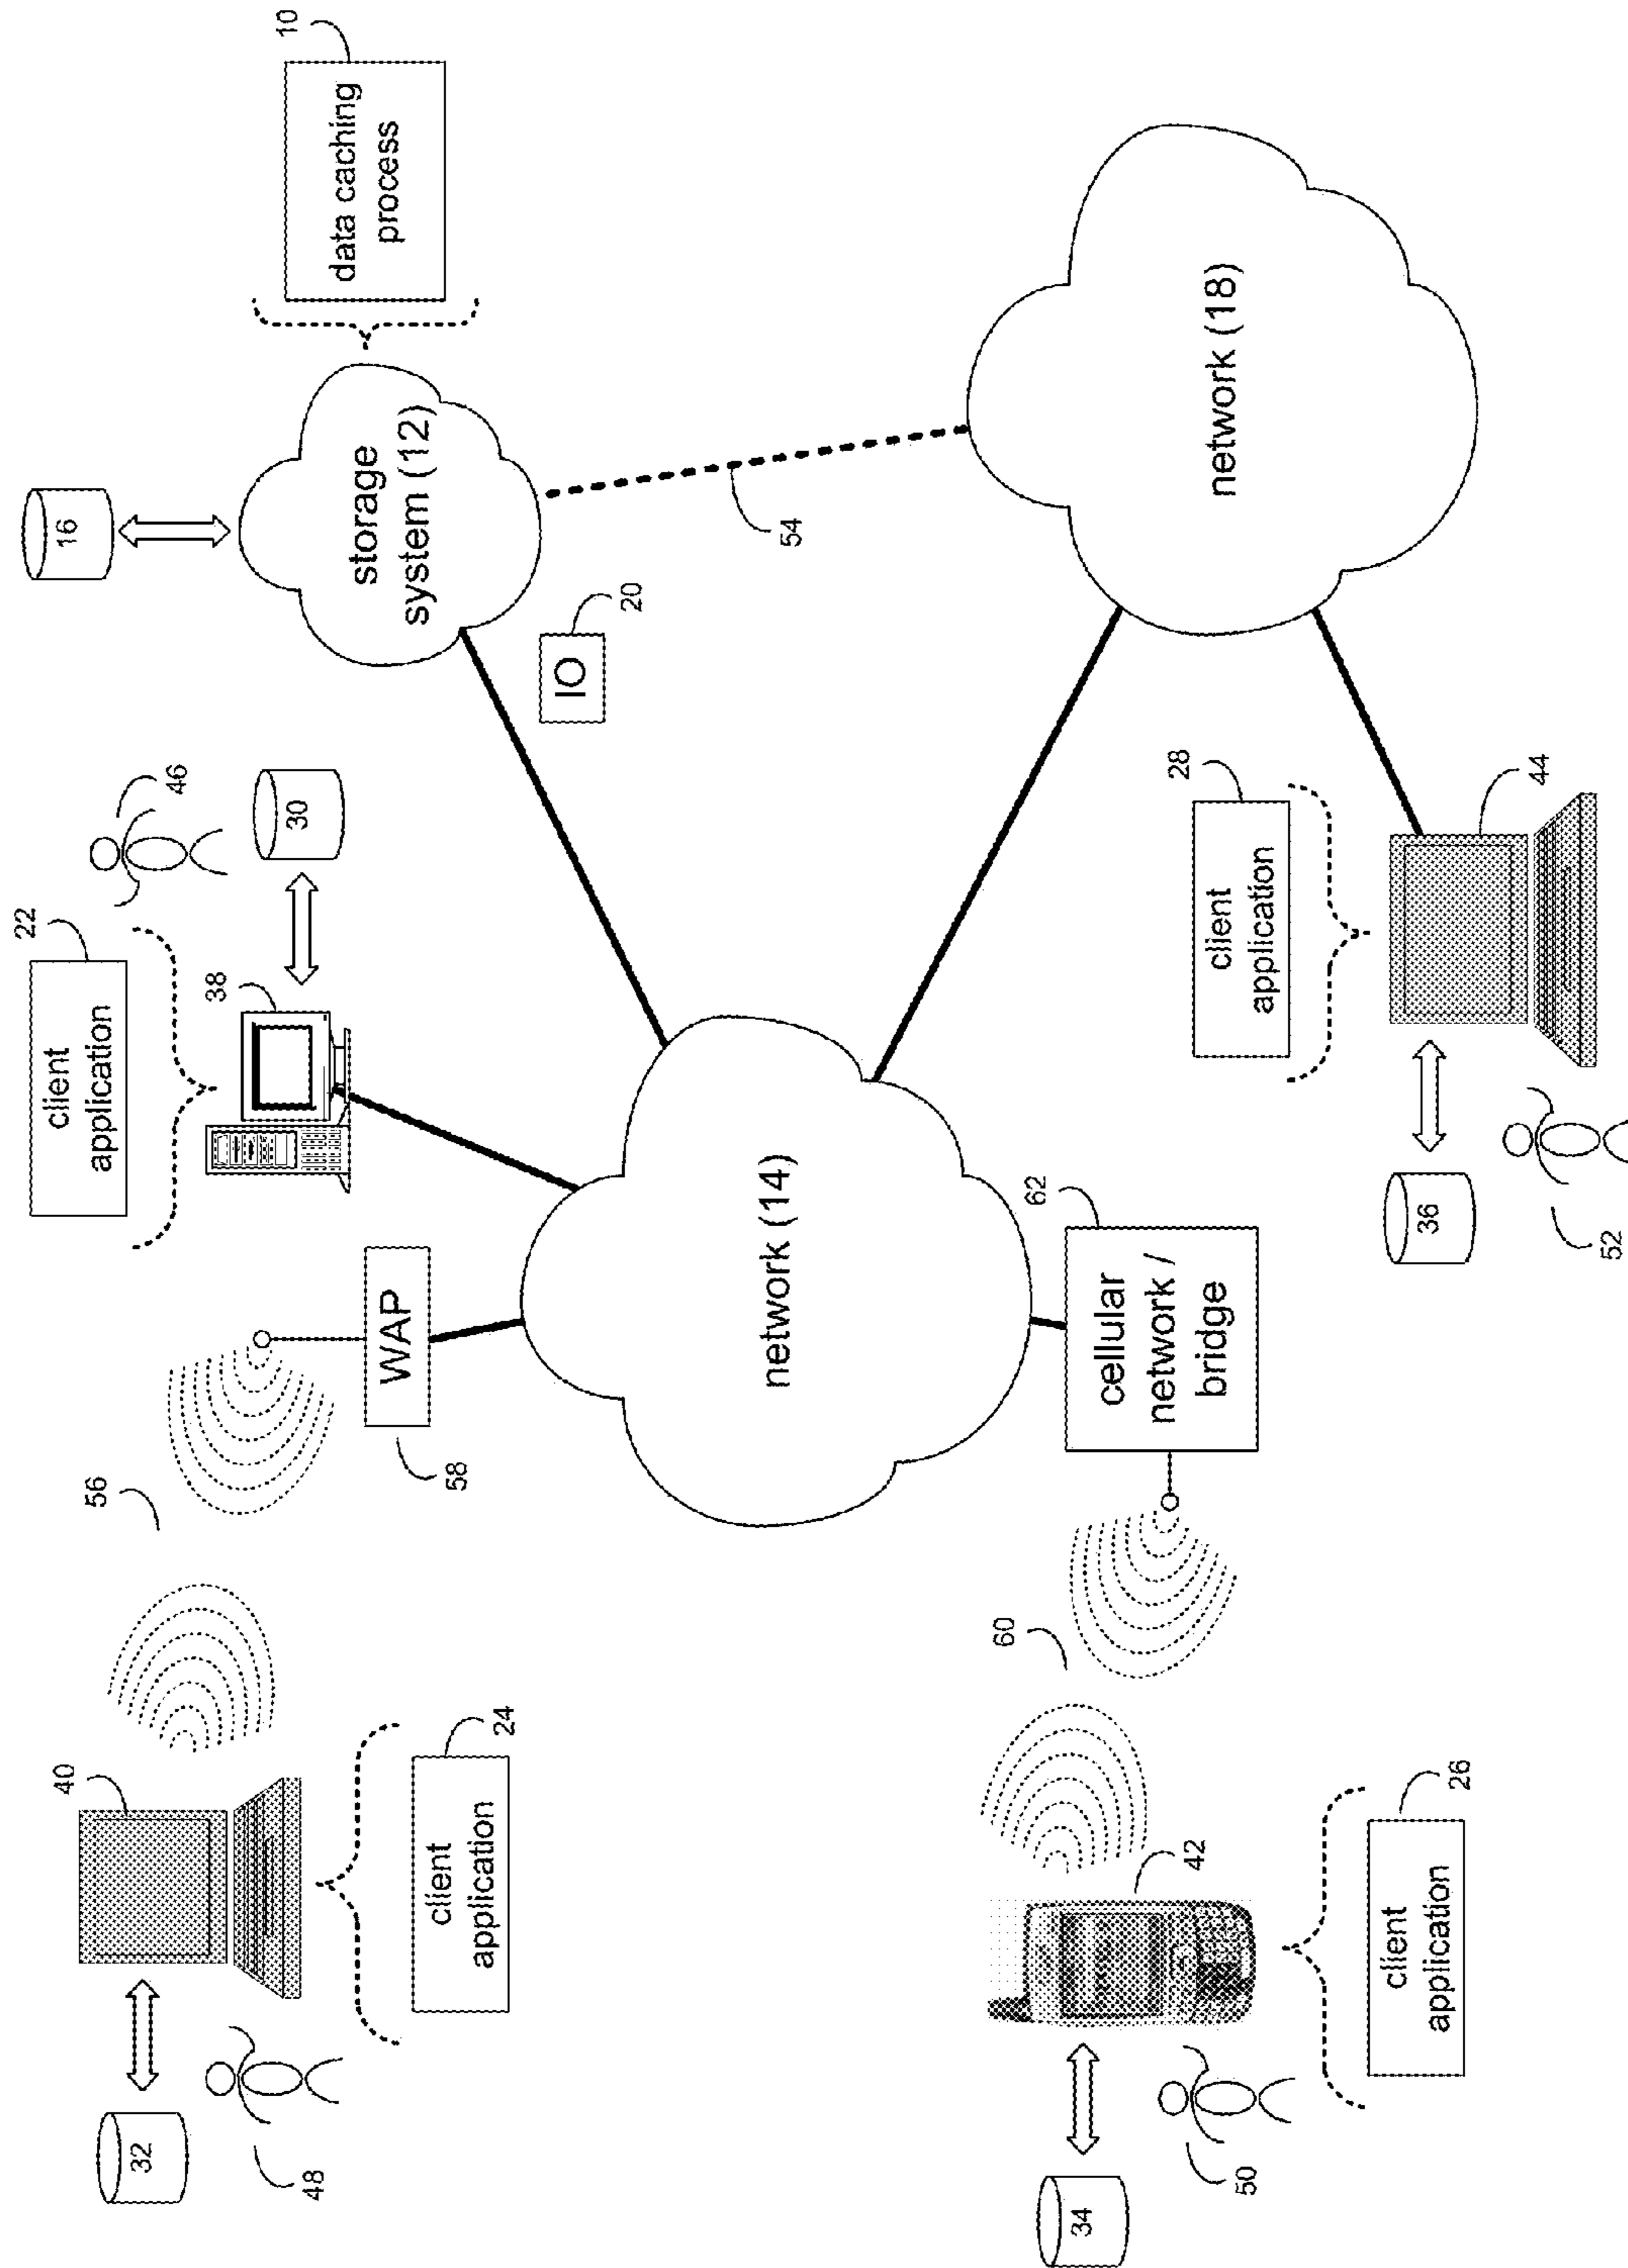 32
48
40
client
application
24
56
WAP
58
client
application
22
38
46
30
16
storage
system (12)
data caching
process
10
IO
20
54
network (14)
network (18)
34
50
42
client
application
26
60
cellular
network /
bridge
62
36
52
client
application
28
44